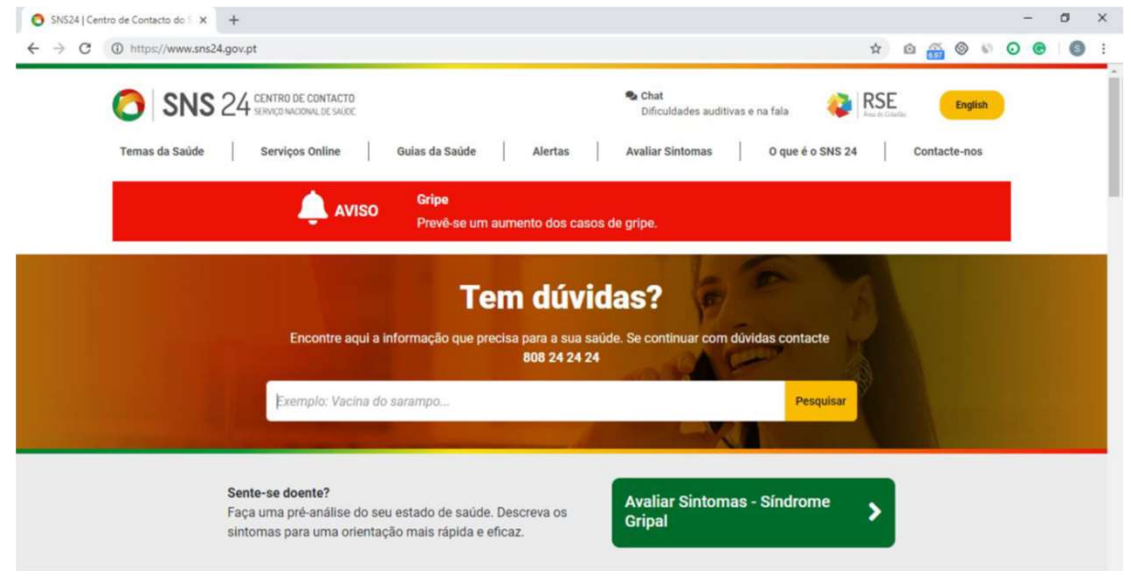 SNS24 | Centro de Contacto do
https://www.sns24.gov.pt
SNS 24 CENTRO DE CONTACTO
SERVIÇO NACIONAL DE SAÚDE
Chat
Dificuldades auditivas e na fala
RSE
Área do Cidadão
English
Temas da Saúde
Serviços Online
Guias da Saúde
Alertas
Avaliar Sintomas
O que é o SNS 24
Contacte-nos
AVISO
Gripe
Prevê-se um aumento dos casos de gripe.
Tem dúvidas?
Encontre aqui a informação que precisa para a sua saúde. Se continuar com dúvidas contacte
808 24 24 24
Exemplo: Vacina do sarampo...
Pesquisar
Sente-se doente?
Faça uma pré-análise do seu estado de saúde. Descreva os
sintomas para uma orientação mais rápida e eficaz.
Avaliar Sintomas - Síndrome
Gripal